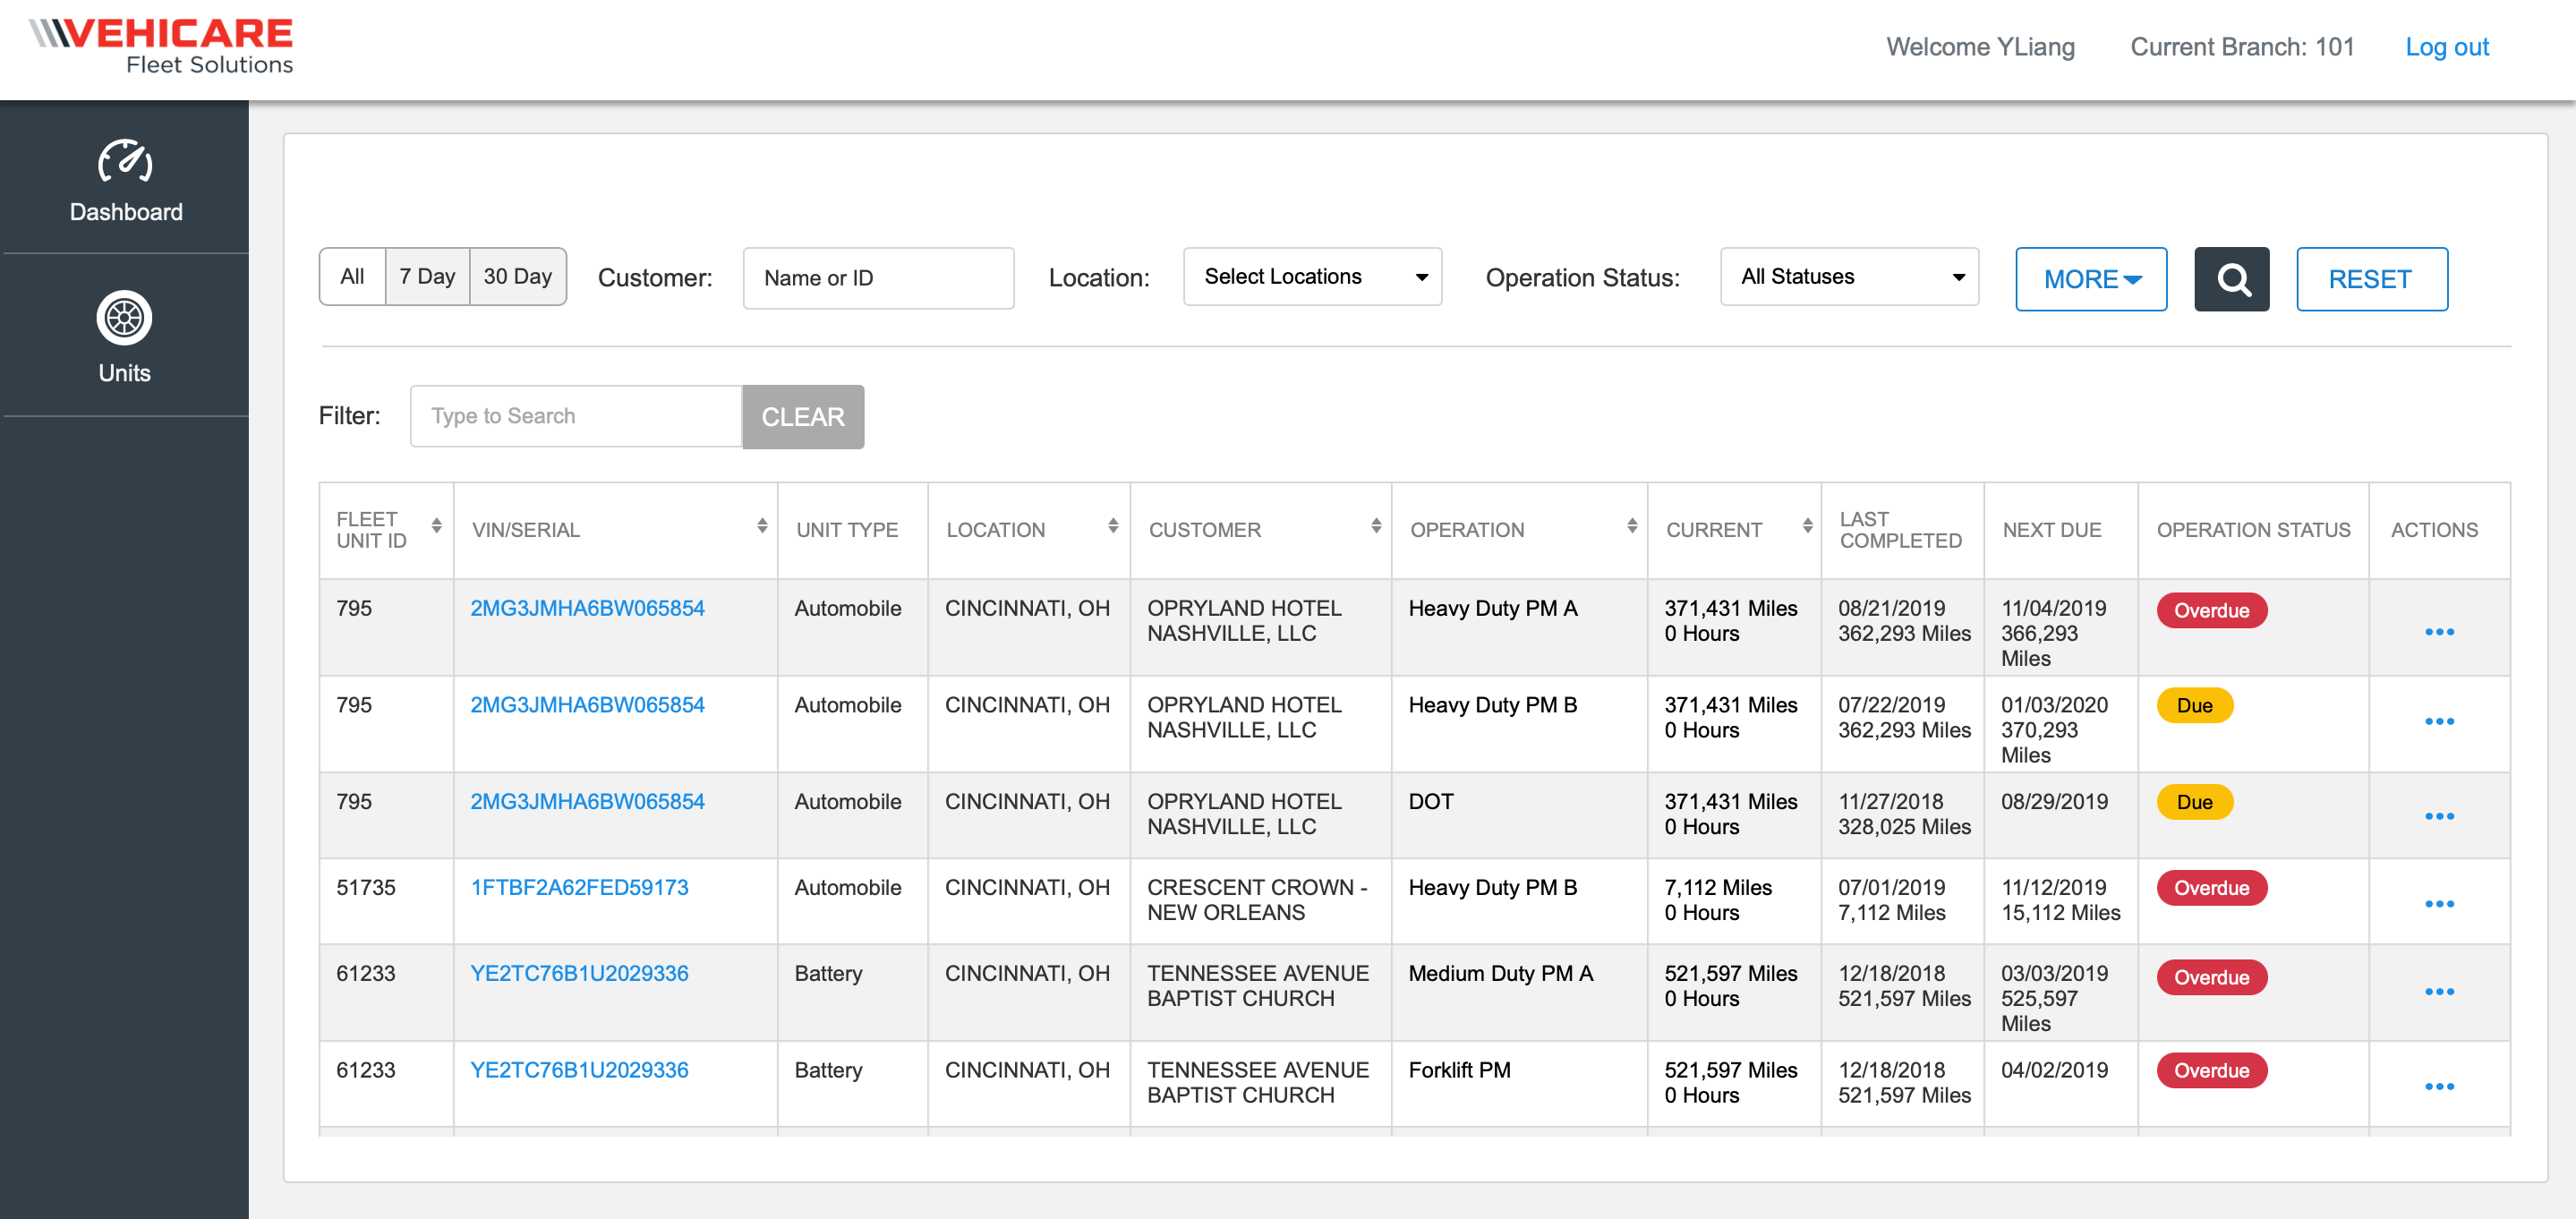 VEHICARE
Fleet Solutions
Welcome YLiang Current Branch: 101 Log out
Dashboard
Units
All 7 Day 30 Day Customer: Name or ID Location: Select Locations Operation Status: All Statuses MORE RESET
Filter: Type to Search CLEAR
FLEET UNIT ID VIN/SERIAL UNIT TYPE LOCATION CUSTOMER OPERATION CURRENT LAST COMPLETED NEXT DUE OPERATION STATUS ACTIONS
795 2MG3JMHA6BW065854 Automobile CINCINNATI, OH OPRYLAND HOTEL Heavy Duty PM A 371,431 Miles 08/21/2019 11/04/2019 Overdue
NASHVILLE, LLC 0 Hours 362,293 Miles 366,293
Miles
795 2MG3JMHA6BW065854 Automobile CINCINNATI, OH OPRYLAND HOTEL Heavy Duty PM B 371,431 Miles 07/22/2019 01/03/2020 Due
NASHVILLE, LLC 0 Hours 362,293 Miles 370,293
Miles
795 2MG3JMHA6BW065854 Automobile CINCINNATI, OH OPRYLAND HOTEL DOT 371,431 Miles 11/27/2018 08/29/2019 Due
NASHVILLE, LLC 0 Hours 328,025 Miles
51735 1FTBF2A62FED59173 Automobile CINCINNATI, OH CRESCENT CROWN - Heavy Duty PM B 7,112 Miles 07/01/2019 11/12/2019 Overdue
NEW ORLEANS 0 Hours 7,112 Miles 15,112 Miles
61233 YE2TC76B1U2029336 Battery CINCINNATI, OH TENNESSEE AVENUE Medium Duty PM A 521,597 Miles 12/18/2018 03/03/2019 Overdue
BAPTIST CHURCH 0 Hours 521,597 Miles 525,597
Miles
61233 YE2TC76B1U2029336 Battery CINCINNATI, OH TENNESSEE AVENUE Forklift PM 521,597 Miles 12/18/2018 04/02/2019 Overdue
BAPTIST CHURCH 0 Hours 521,597 Miles